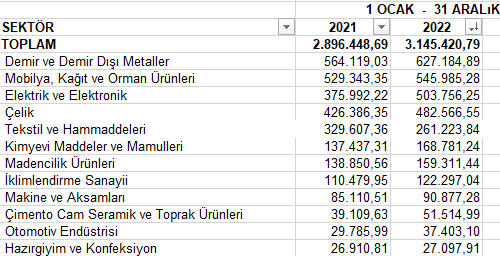 1 OCAK - 31 ARALıK
SEKTÖR 2021 2022
TOPLAM 2.896.448,69 3.145.420,79
Demir ve Demir Dışı Metaller 564.119,03 627.184,89
Mobilya, Kağıt ve Orman Ürünleri 529.343,35 545.985,28
Elektrik ve Elektronik 375.992,22 503.756,25
Çelik 426.386,35 482.566,55
Tekstil ve Hammaddeleri 329.607,36 261.223,84
Kimyevi Maddeler ve Mamulleri 137.437,31 168.781,24
Madencilik Ürünleri 138.850,56 159.311,44
İklimlendirme Sanayii 110.479,95 122.297,04
Makine ve Aksamları 85.110,51 90.877,28
Çimento Cam Seramik ve Toprak Ürünleri 39.109,63 51.514,99
Otomotiv Endüstrisi 29.785,99 37.403,10
Hazırgiyim ve Konfeksiyon 26.910,81 27.097,91